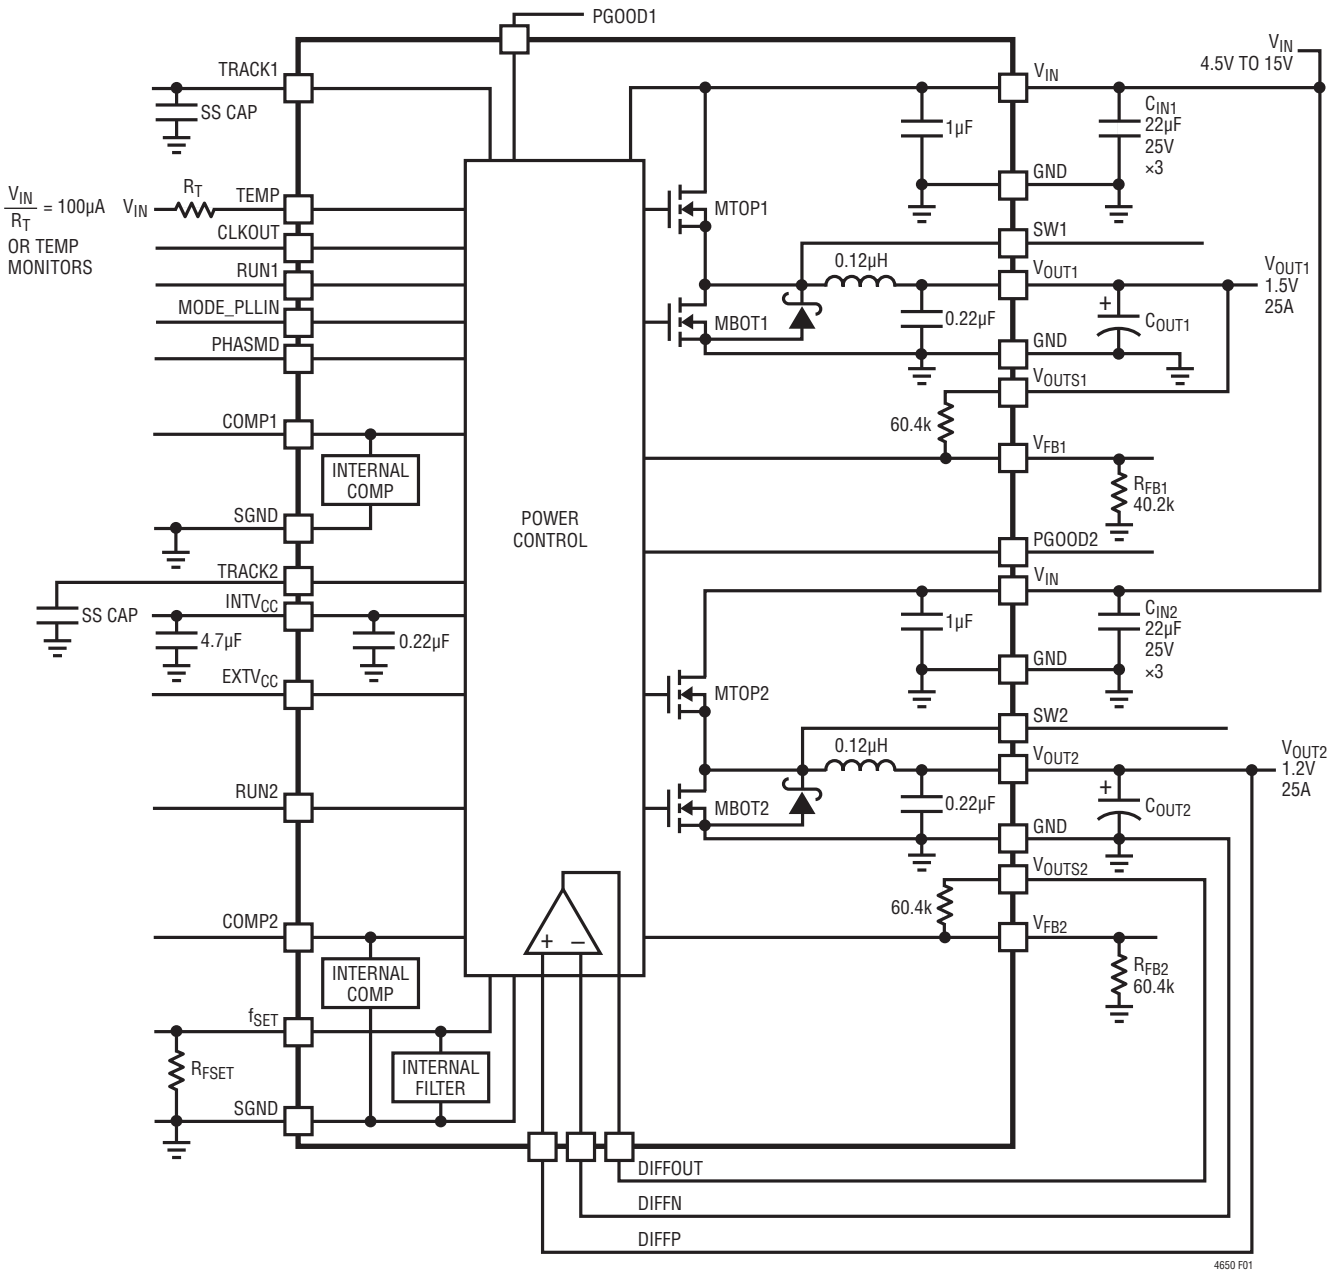 PGOOD1
TRACK1
SS CAP
VIN
4.5V TO 15V
VIN
1µF
CIN1
22µF
25V
×3
GND
VIN
RT
= 100µA
OR TEMP
MONITORS
VIN
RT
TEMP
CLKOUT
RUN1
MODE_PLLIN
PHASMD
MTOP1
SW1
0.12µH
VOUT1
VOUT1
1.5V
25A
MBOT1
0.22µF
COUT1
GND
VOUTS1
60.4k
VFB1
RFB1
40.2k
COMP1
INTERNAL
COMP
SGND
POWER
CONTROL
PGOOD2
TRACK2
SS CAP
INTVCC
4.7µF
0.22µF
EXTVCC
VIN
1µF
CIN2
22µF
25V
×3
GND
MTOP2
SW2
0.12µH
VOUT2
VOUT2
1.2V
25A
RUN2
MBOT2
0.22µF
COUT2
GND
VOUTS2
60.4k
VFB2
RFB2
60.4k
COMP2
+ –
INTERNAL
COMP
fSET
RFSET
INTERNAL
FILTER
SGND
DIFFOUT
DIFFN
DIFFP
4650 F01